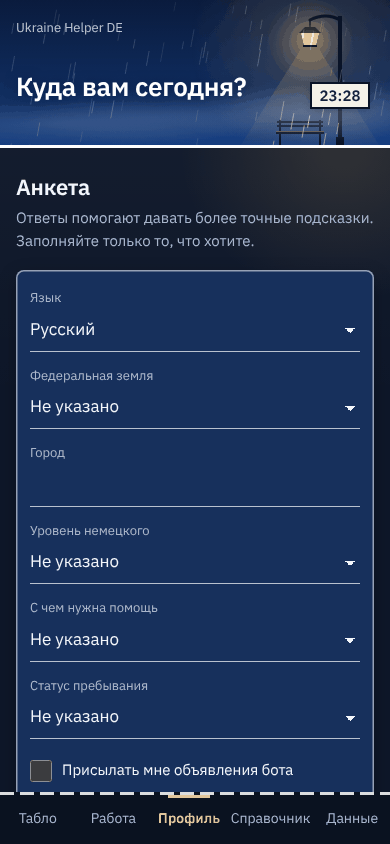 Ukraine Helper DE
Куда вам сегодня?
23:28
Анкета
Ответы помогают давать более точные подсказки.
Заполняйте только то, что хотите.
Язык
Русский
Федеральная земля
Не указано
Город
Уровень немецкого
Не указано
С чем нужна помощь
Не указано
Статус пребывания
Не указано
Присылать мне объявления бота
Табло Работа Профиль Справочник Данные